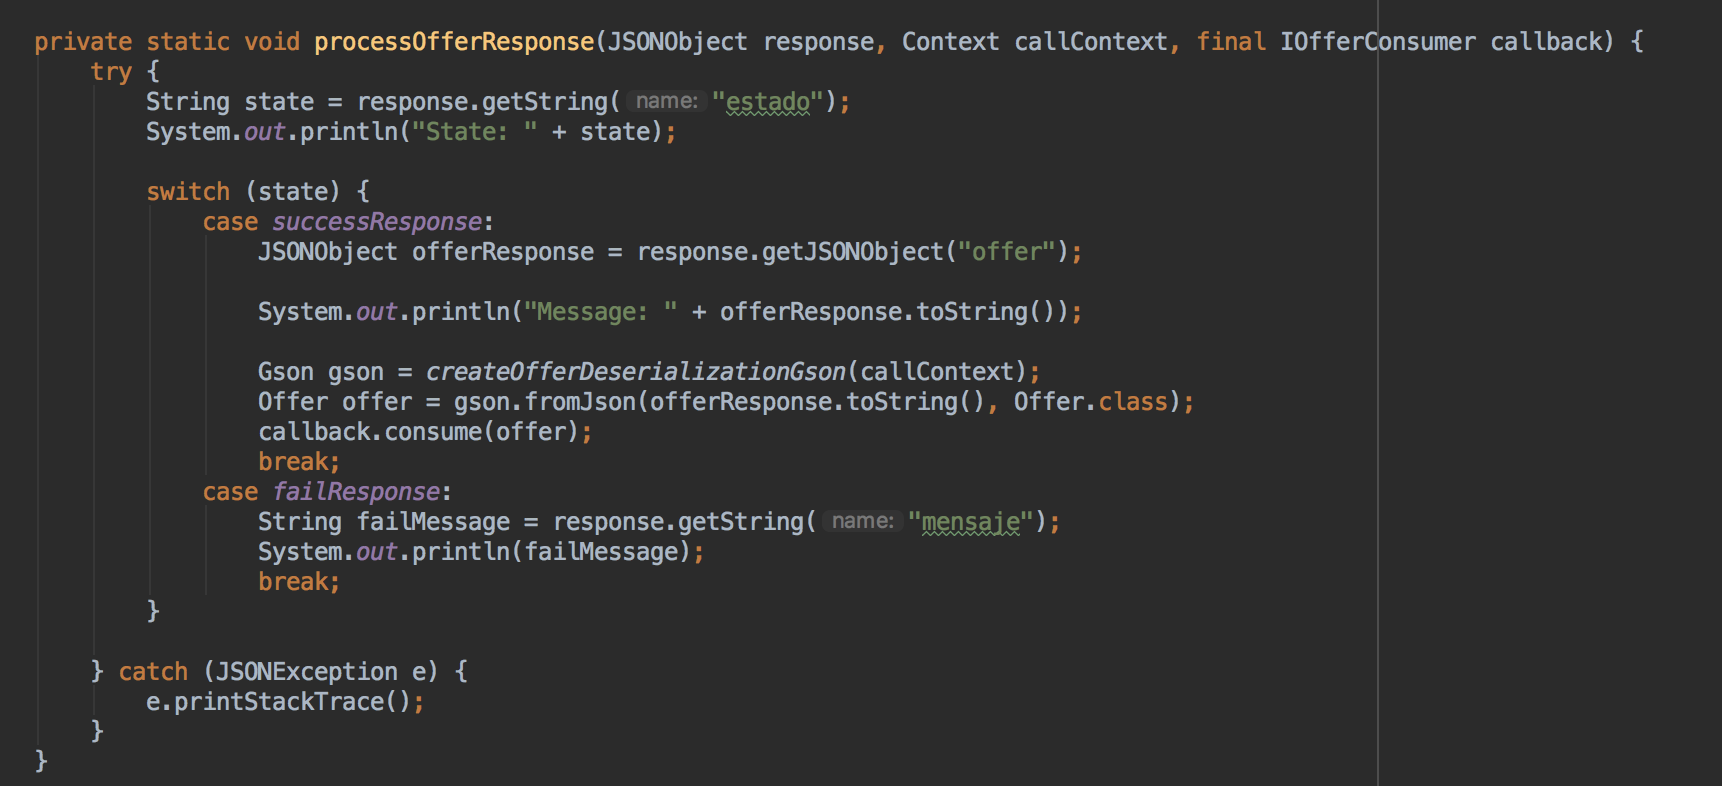 private static void processOfferResponse(JSONObject response, Context callContext, final IOfferConsumer callback) {
    try {
        String state = response.getString( name: "estado");
        System.out.println("State: " + state);

        switch (state) {
            case successResponse:
                JSONObject offerResponse = response.getJSONObject("offer");

                System.out.println("Message: " + offerResponse.toString());

                Gson gson = createOfferDeserializationGson(callContext);
                Offer offer = gson.fromJson(offerResponse.toString(), Offer.class);
                callback.consume(offer);
                break;
            case failResponse:
                String failMessage = response.getString( name: "mensaje");
                System.out.println(failMessage);
                break;
        }

    } catch (JSONException e) {
        e.printStackTrace();
    }
}